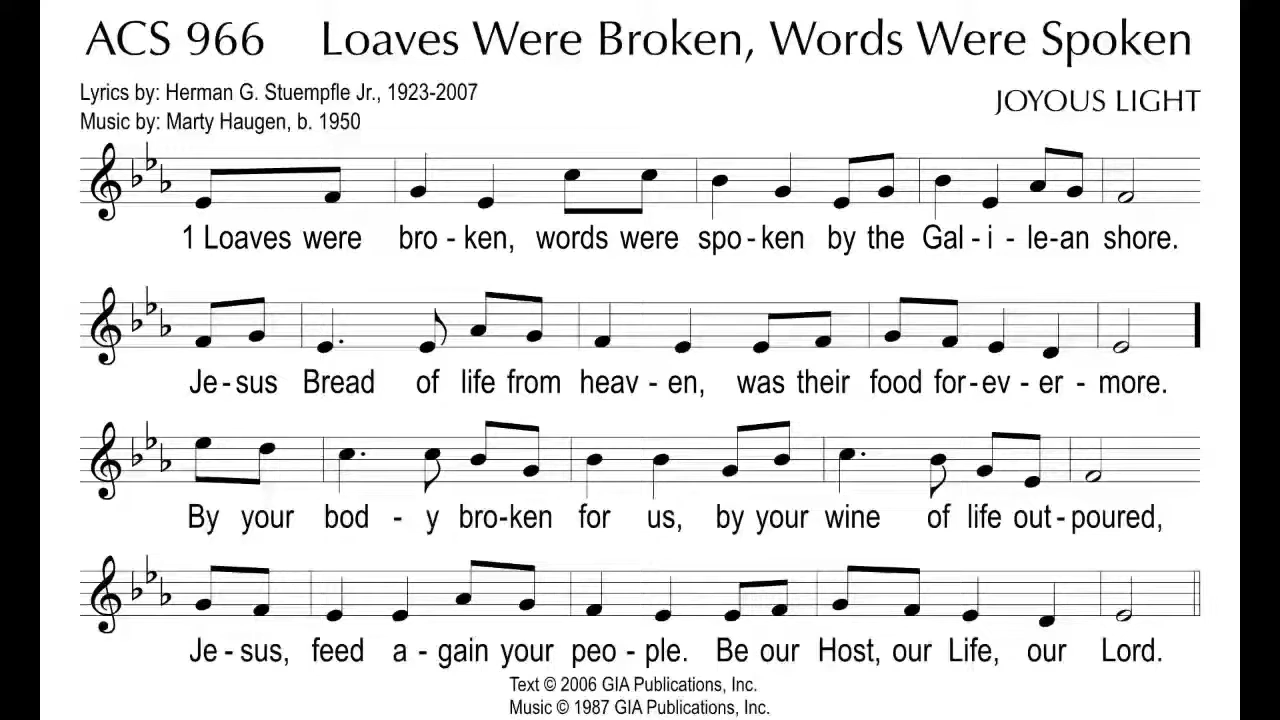 ACS 966 Loaves Were Broken, Words Were Spoken
Lyrics by: Herman G. Stuempfle Jr., 1923-2007
JOYOUS LIGHT
Music by: Marty Haugen, b. 1950
1 Loaves were bro - ken, words were spo - ken by the Gal - i - le - an shore.
Je - sus Bread of life from heav - en, was their food for - ev - er - more.
By your bod - y bro - ken for us, by your wine of life out - poured,
Je - sus, feed a - gain your peo - ple. Be our Host, our Life, our Lord.
Text © 2006 GIA Publications, Inc.
Music © 1987 GIA Publications, Inc.